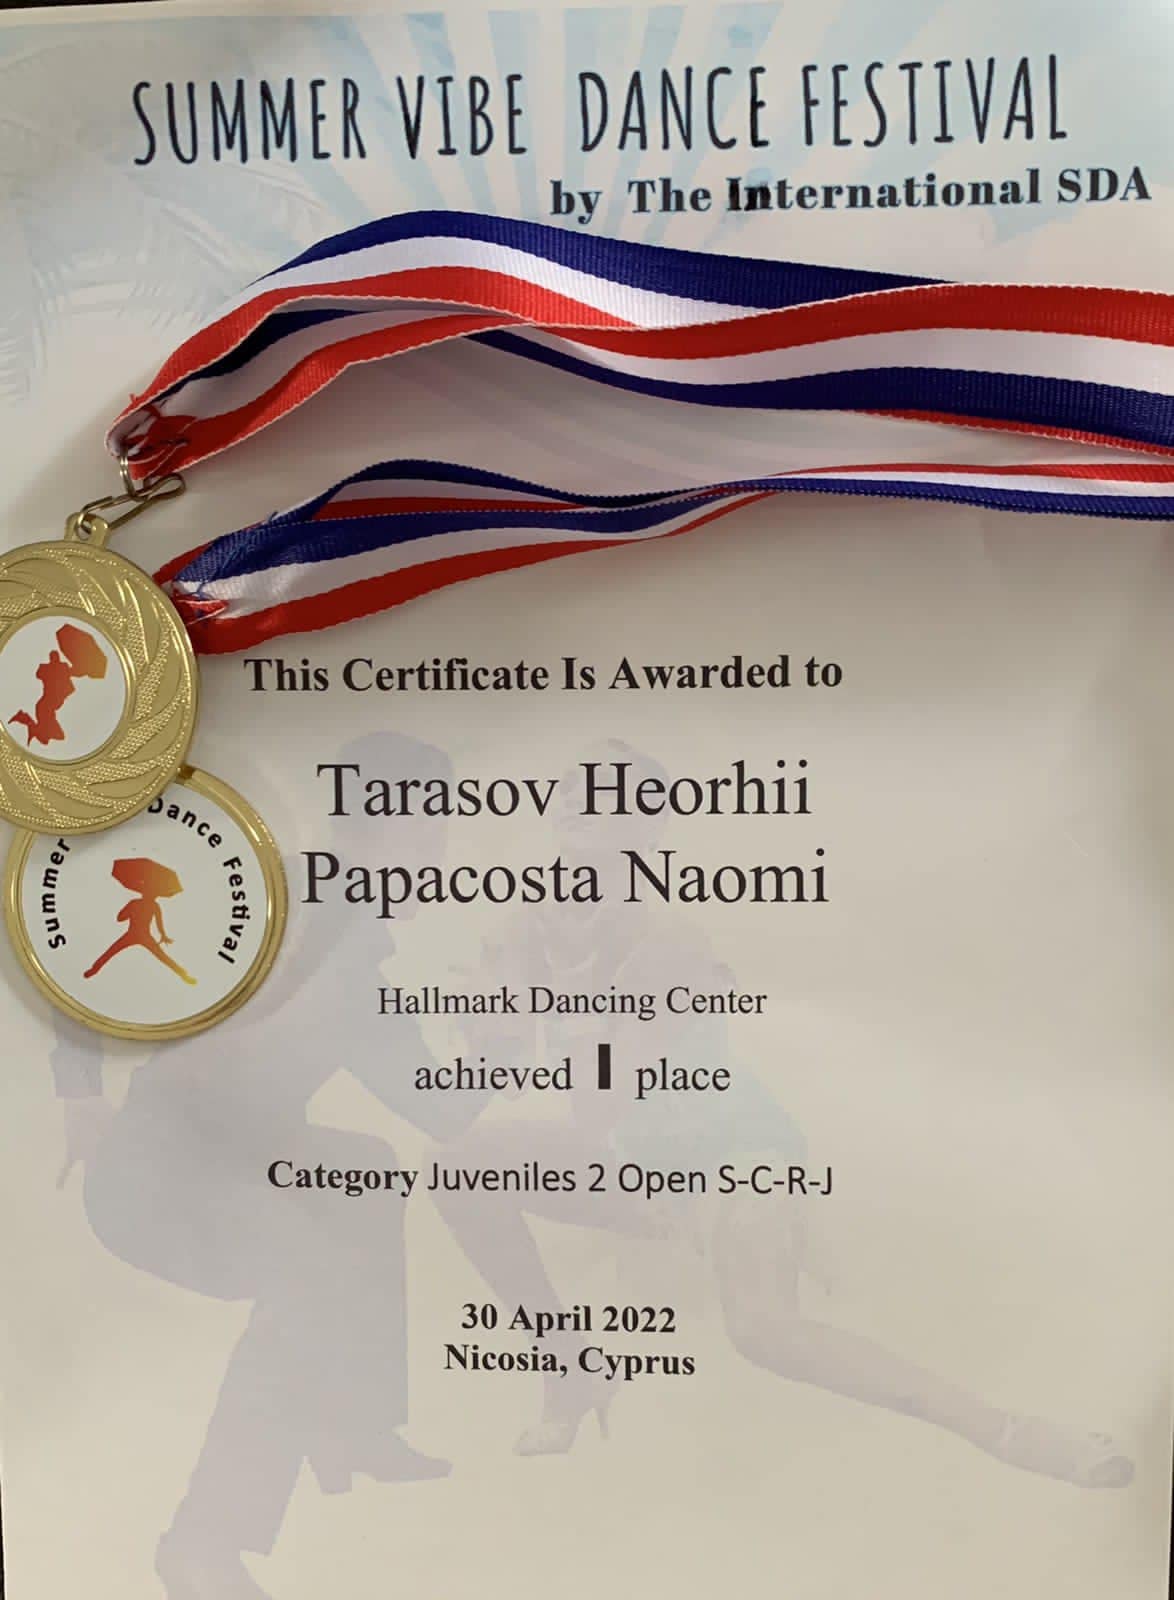 SUMMER VIBE DANCE FESTIVAL
by The International SDA
This Certificate Is Awarded to
Tarasov Heorhii
Papacosta Naomi
Summer
Dance Festival
Hallmark Dancing Center
achieved I place
Category Juveniles 2 Open S-C-R-J
30 April 2022
Nicosia, Cyprus